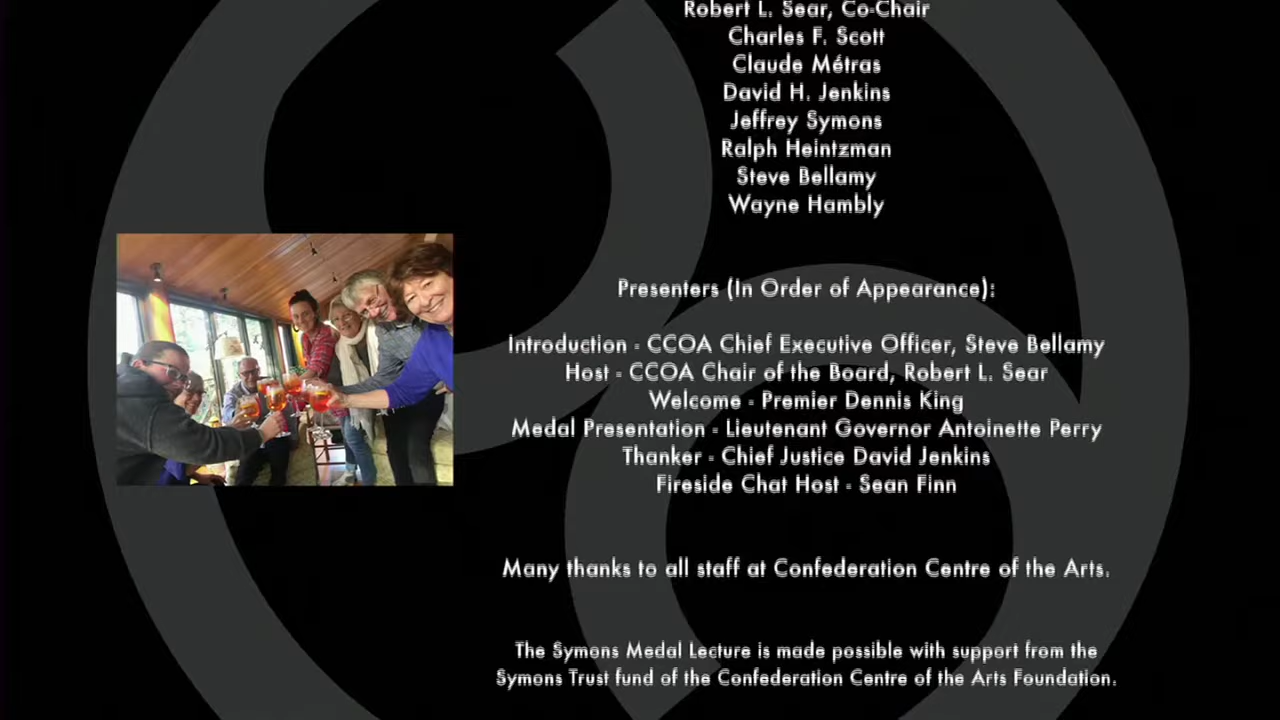 Robert L. Sear, Co-Chair
Charles F. Scott
Claude Métras
David H. Jenkins
Jeffrey Symons
Ralph Heintzman
Steve Bellamy
Wayne Hambly
Presenters (In Order of Appearance):
Introduction - CCOA Chief Executive Officer, Steve Bellamy
Host - CCOA Chair of the Board, Robert L. Sear
Welcome - Premier Dennis King
Medal Presentation - Lieutenant Governor Antoinette Perry
Thanker - Chief Justice David Jenkins
Fireside Chat Host - Sean Finn
Many thanks to all staff at Confederation Centre of the Arts.
The Symons Medal Lecture is made possible with support from the
Symons Trust fund of the Confederation Centre of the Arts Foundation.